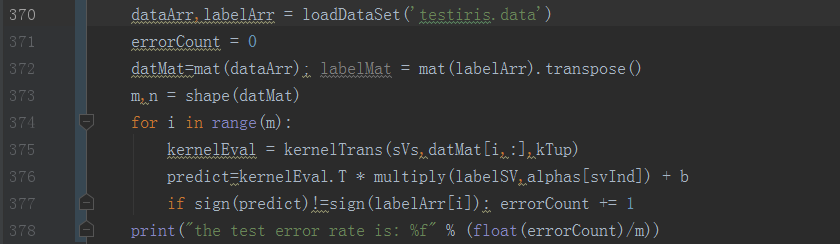 370 dataArr,labelArr = loadDataSet('testiris.data')
371 errorCount = 0
372 datMat=mat(dataArr); labelMat = mat(labelArr).transpose()
373 m,n = shape(datMat)
374 for i in range(m):
375 kernelEval = kernelTrans(sVs,datMat[i,:],kTup)
376 predict=kernelEval.T * multiply(labelSV,alphas[svInd]) + b
377 if sign(predict)!=sign(labelArr[i]): errorCount += 1
378 print("the test error rate is: %f" % (float(errorCount)/m))